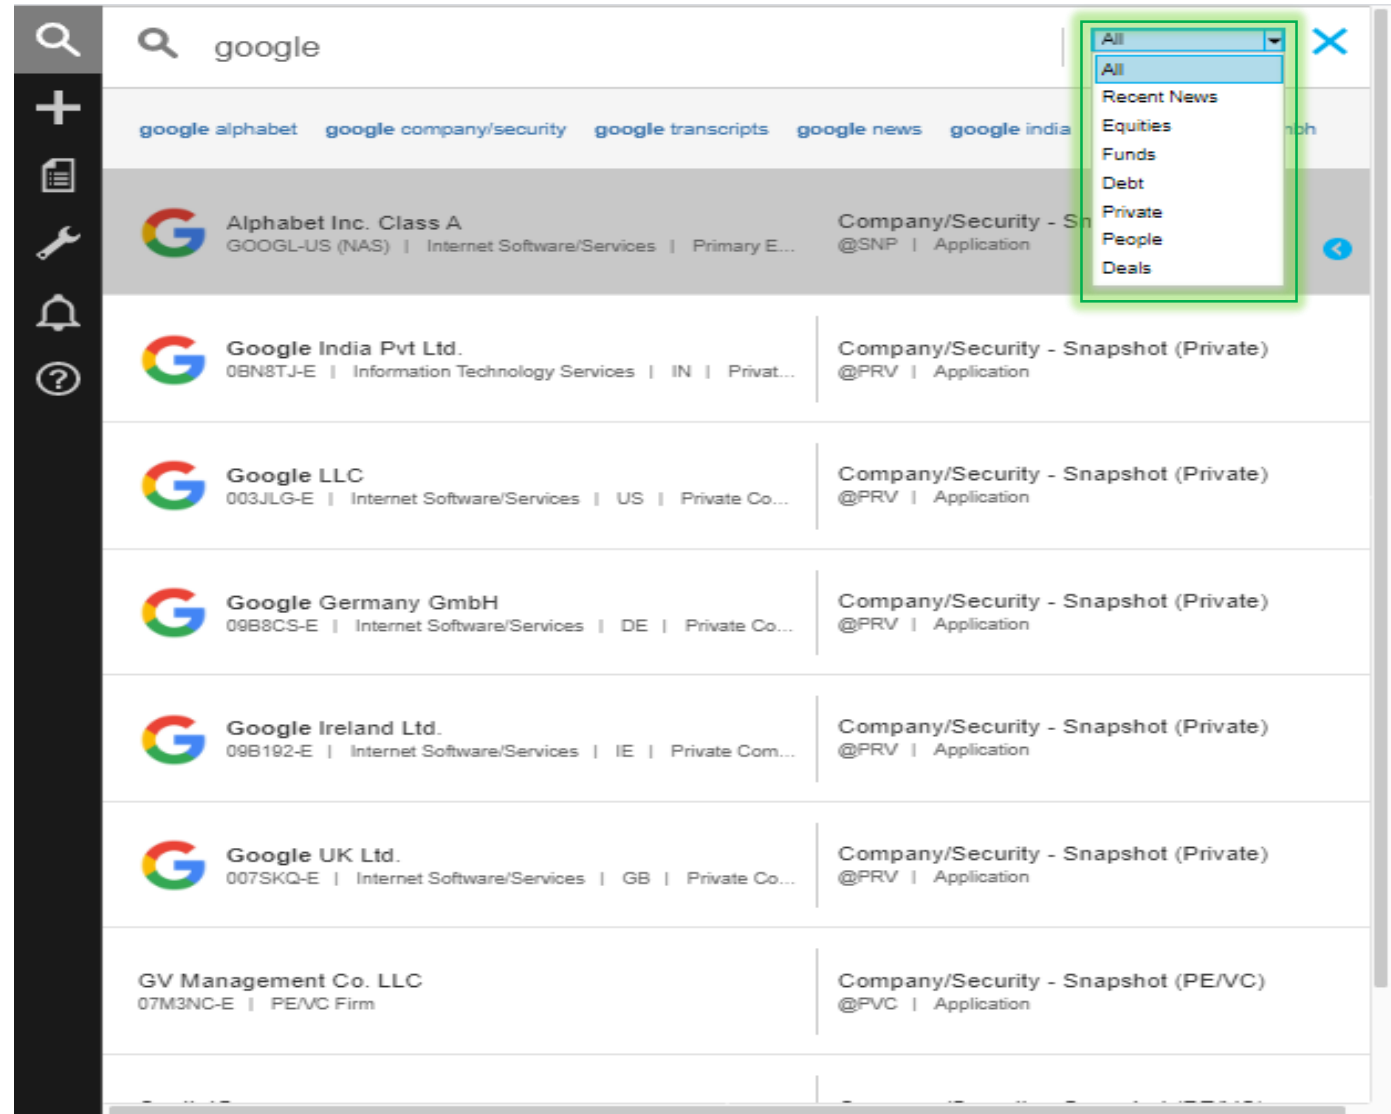 google
All
All
Recent News
Equities
Funds
Debt
Private
People
Deals
google alphabet google company/security google transcripts google news google india
Alphabet Inc. Class A
GOOGL-US (NAS) | Internet Software/Services | Primary E...
Company/Security - Sn
@SNP | Application
Google India Pvt Ltd.
0BN8TJ-E | Information Technology Services | IN | Privat...
Company/Security - Snapshot (Private)
@PRV | Application
Google LLC
003JLG-E | Internet Software/Services | US | Private Co...
Company/Security - Snapshot (Private)
@PRV | Application
Google Germany GmbH
09B8CS-E | Internet Software/Services | DE | Private Co...
Company/Security - Snapshot (Private)
@PRV | Application
Google Ireland Ltd.
09B192-E | Internet Software/Services | IE | Private Com...
Company/Security - Snapshot (Private)
@PRV | Application
Google UK Ltd.
007SKQ-E | Internet Software/Services | GB | Private Co...
Company/Security - Snapshot (Private)
@PRV | Application
GV Management Co. LLC
07M3NC-E | PE/VC Firm
Company/Security - Snapshot (PE/VC)
@PVC | Application